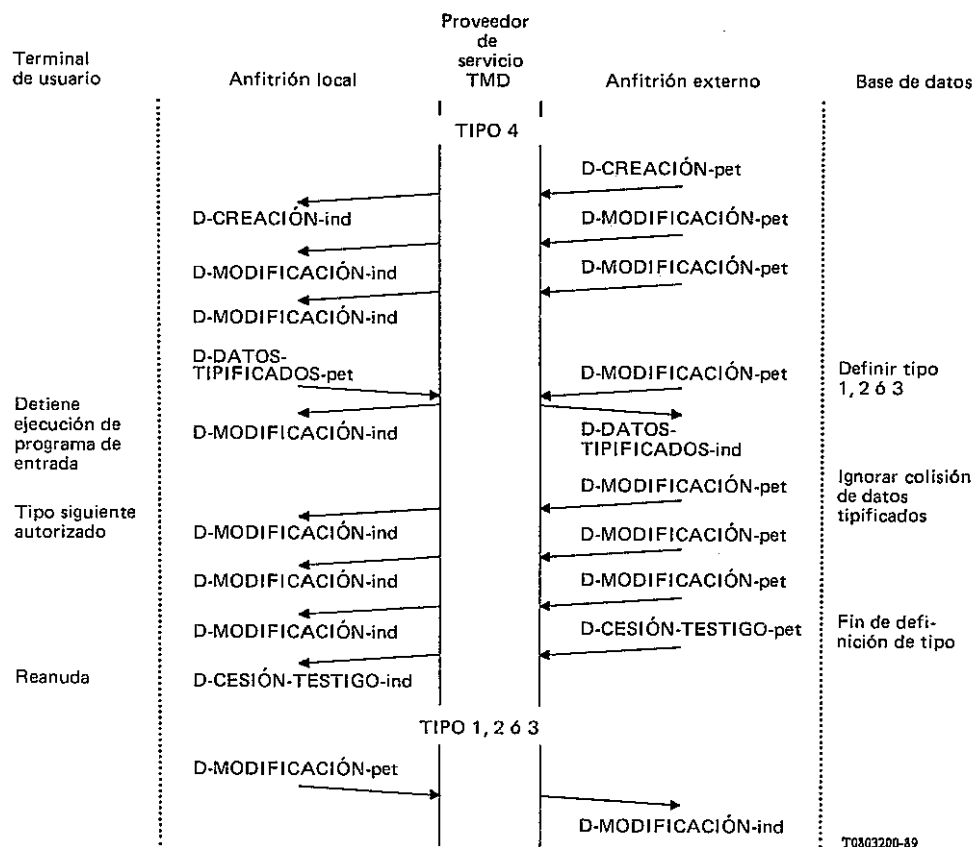 Terminal
de usuario
Anfitrión local
Proveedor
de
servicio
TMD
Anfitrión externo
Base de datos
TIPO 4
D-CREACIÓN-pet
D-CREACIÓN-ind
D-MODIFICACIÓN-pet
D-MODIFICACIÓN-ind
D-MODIFICACIÓN-pet
D-MODIFICACIÓN-ind
D-DATOS-
TIPIFICADOS-pet
D-MODIFICACIÓN-pet
Definir tipo
1, 2 ó 3
Detiene
ejecución de
programa de
entrada
D-MODIFICACIÓN-ind
D-DATOS-
TIPIFICADOS-ind
D-MODIFICACIÓN-pet
Ignorar colisión
de datos
tipificados
Tipo siguiente
autorizado
D-MODIFICACIÓN-ind
D-MODIFICACIÓN-pet
D-MODIFICACIÓN-ind
D-MODIFICACIÓN-pet
D-MODIFICACIÓN-ind
D-CESIÓN-TESTIGO-pet
Fin de defi-
nición de tipo
Reanuda
D-CESIÓN-TESTIGO-ind
TIPO 1, 2 ó 3
D-MODIFICACIÓN-pet
D-MODIFICACIÓN-ind
T0803200-89